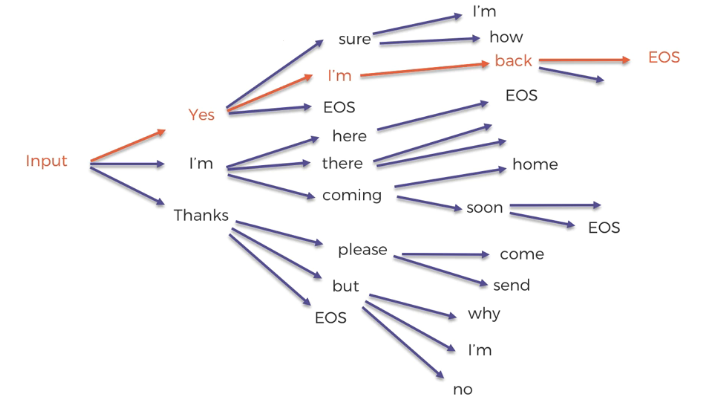 I'm
sure
how
I'm
back
EOS
Yes
EOS
EOS
here
Input
I'm
there
home
coming
soon
Thanks
EOS
please
come
but
send
EOS
why
I'm
no